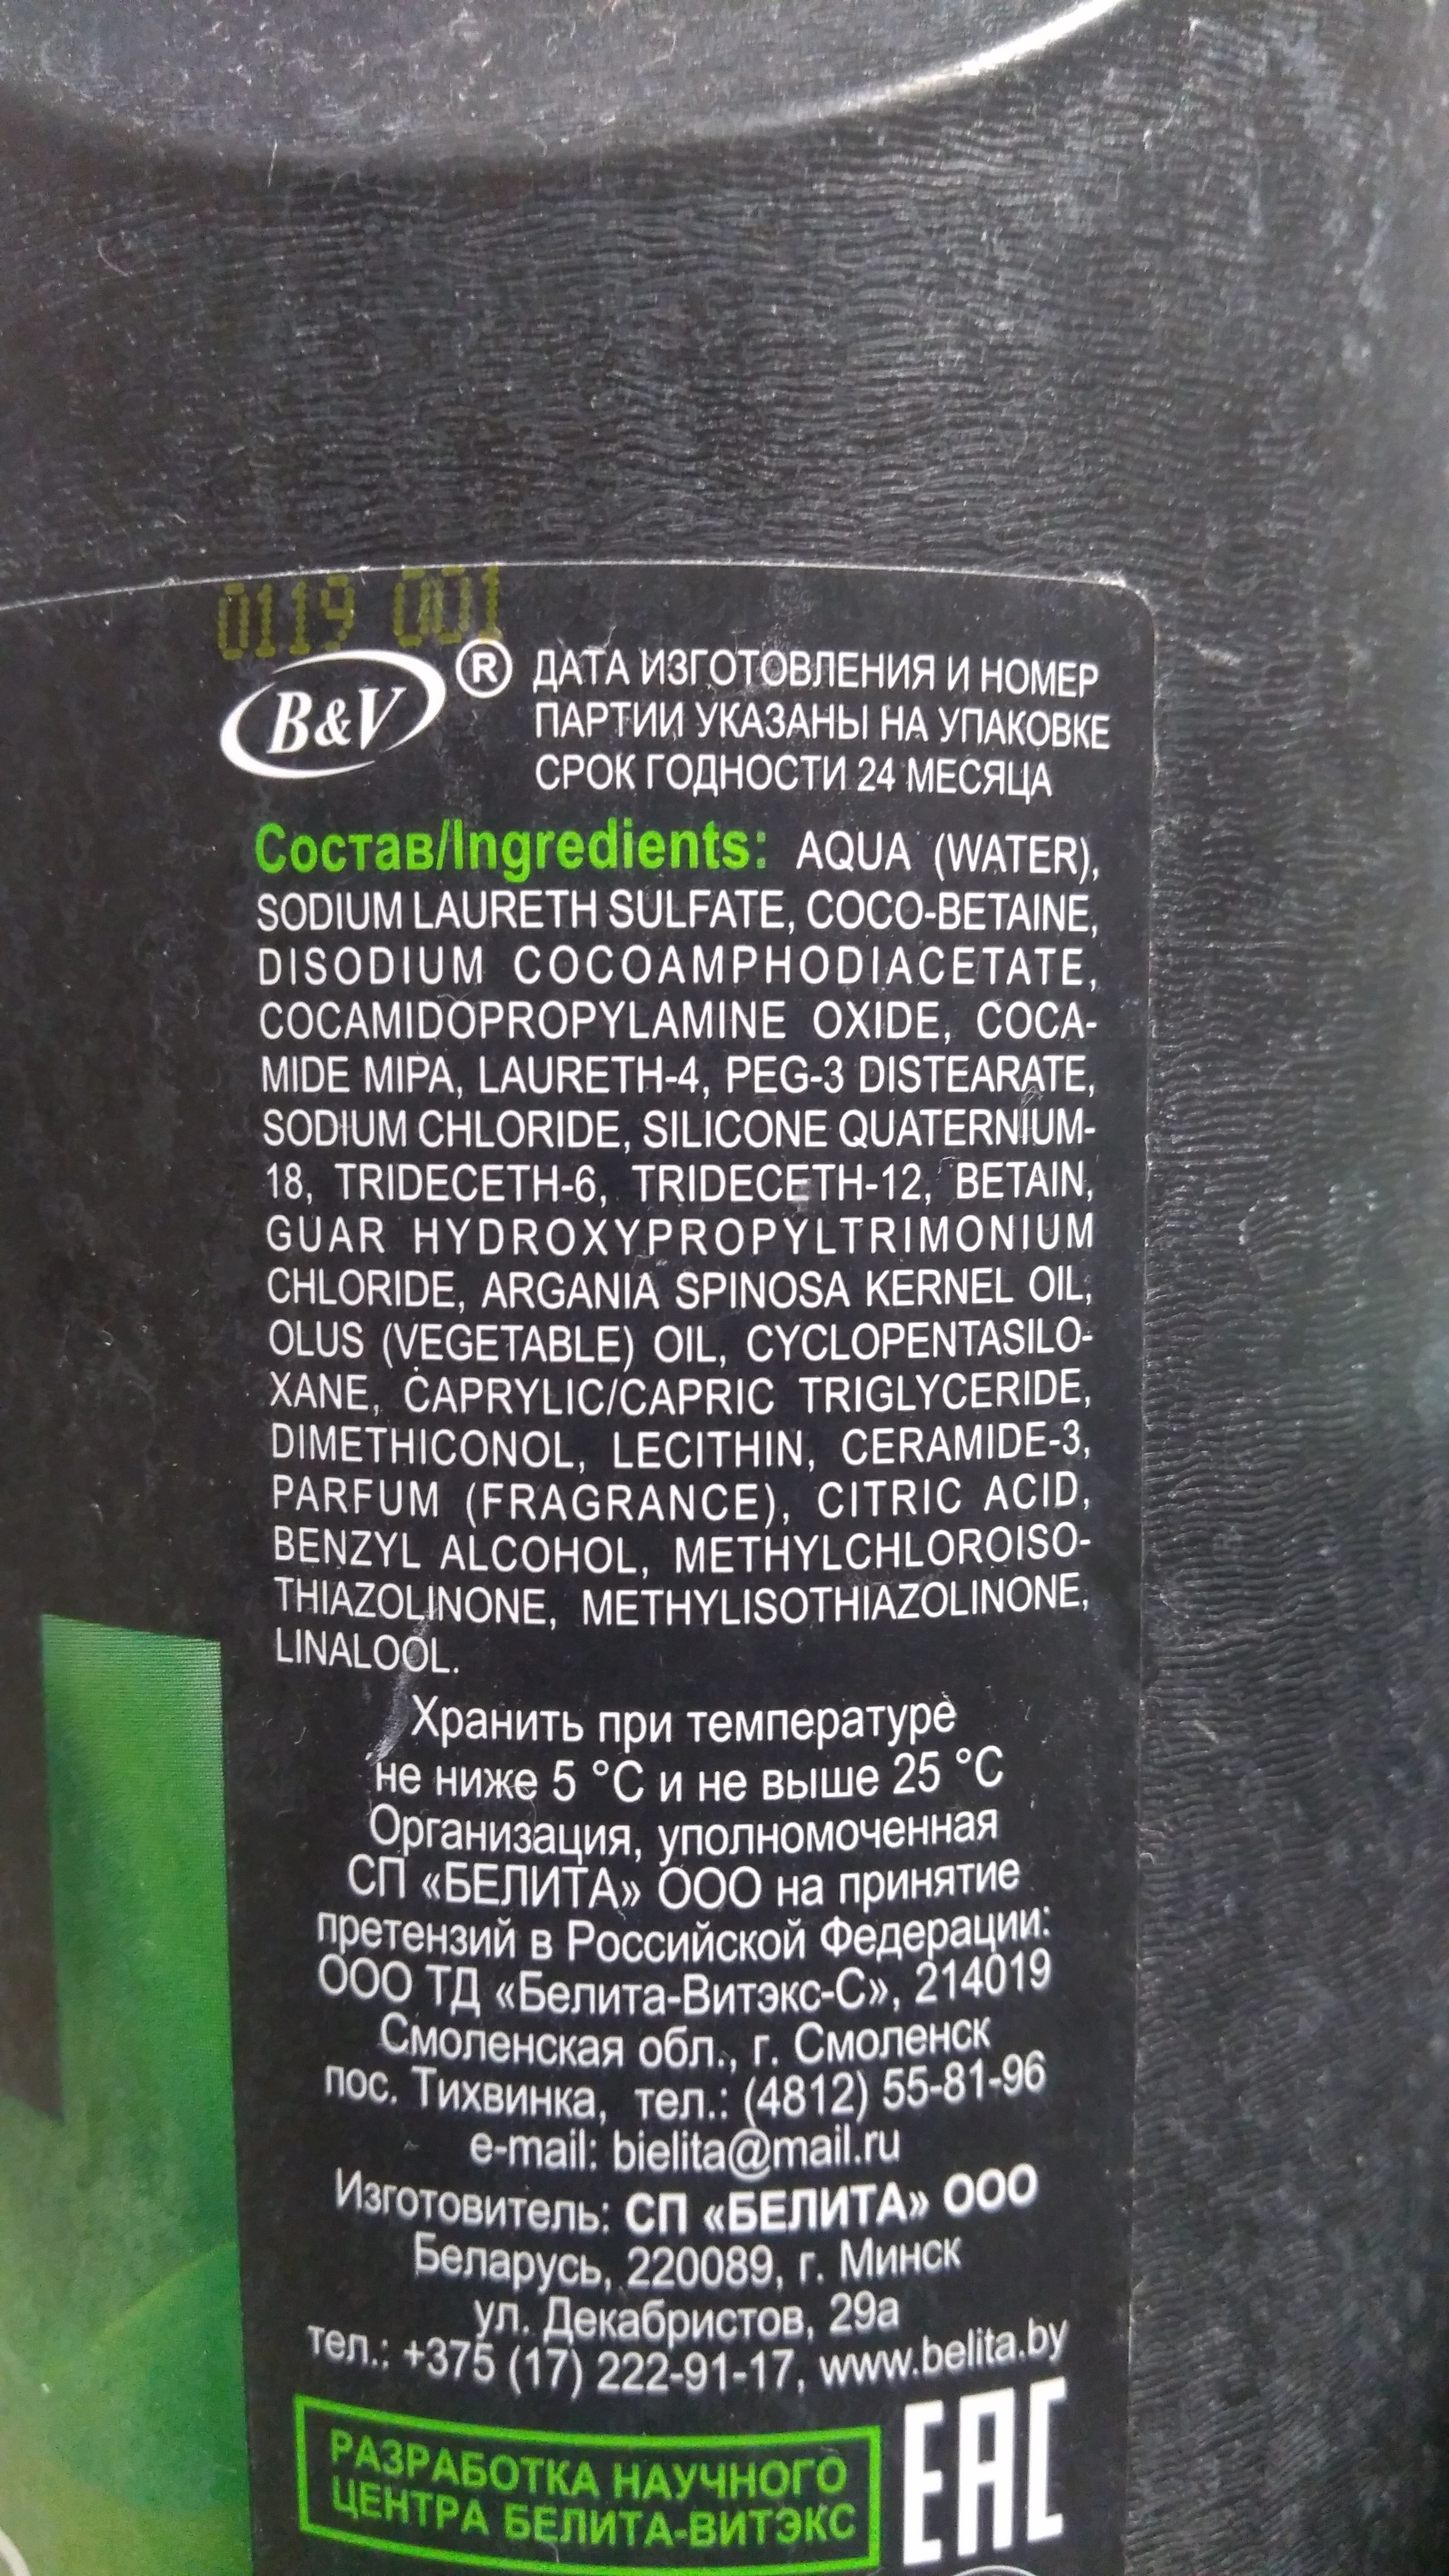 0119 001
B&V ®
ДАТА ИЗГОТОВЛЕНИЯ И НОМЕР
ПАРТИИ УКАЗАНЫ НА УПАКОВКЕ
СРОК ГОДНОСТИ 24 МЕСЯЦА
Состав/Ingredients: AQUA (WATER),
SODIUM LAURETH SULFATE, COCO-BETAINE,
DISODIUM COCOAMPHODIACETATE,
COCAMIDOPROPYLAMINE OXIDE, COCA-
MIDE MIPA, LAURETH-4, PEG-3 DISTEARATE,
SODIUM CHLORIDE, SILICONE QUATERNIUM-
18, TRIDECETH-6, TRIDECETH-12, BETAIN,
GUAR HYDROXYPROPYLTRIMONIUM
CHLORIDE, ARGANIA SPINOSA KERNEL OIL,
OLUS (VEGETABLE) OIL, CYCLOPENTASILO-
XANE, CAPRYLIC/CAPRIC TRIGLYCERIDE,
DIMETHICONOL, LECITHIN, CERAMIDE-3,
PARFUM (FRAGRANCE), CITRIC ACID,
BENZYL ALCOHOL, METHYLCHLOROISO-
THIAZOLINONE, METHYLISOTHIAZOLINONE,
LINALOOL.
Хранить при температуре
не ниже 5 °C и не выше 25 °C
Организация, уполномоченная
СП «БЕЛИТА» ООО на принятие
претензий в Российской Федерации:
ООО ТД «Белита-Витэкс-С», 214019
Смоленская обл., г. Смоленск
пос. Тихвинка, тел.: (4812) 55-81-96
e-mail: bielita@mail.ru
Изготовитель: СП «БЕЛИТА» ООО
Беларусь, 220089, г. Минск
ул. Декабристов, 29а
тел.: +375 (17) 222-91-17, www.belita.by
РАЗРАБОТКА НАУЧНОГО
ЦЕНТРА БЕЛИТА-ВИТЭКС
EAC